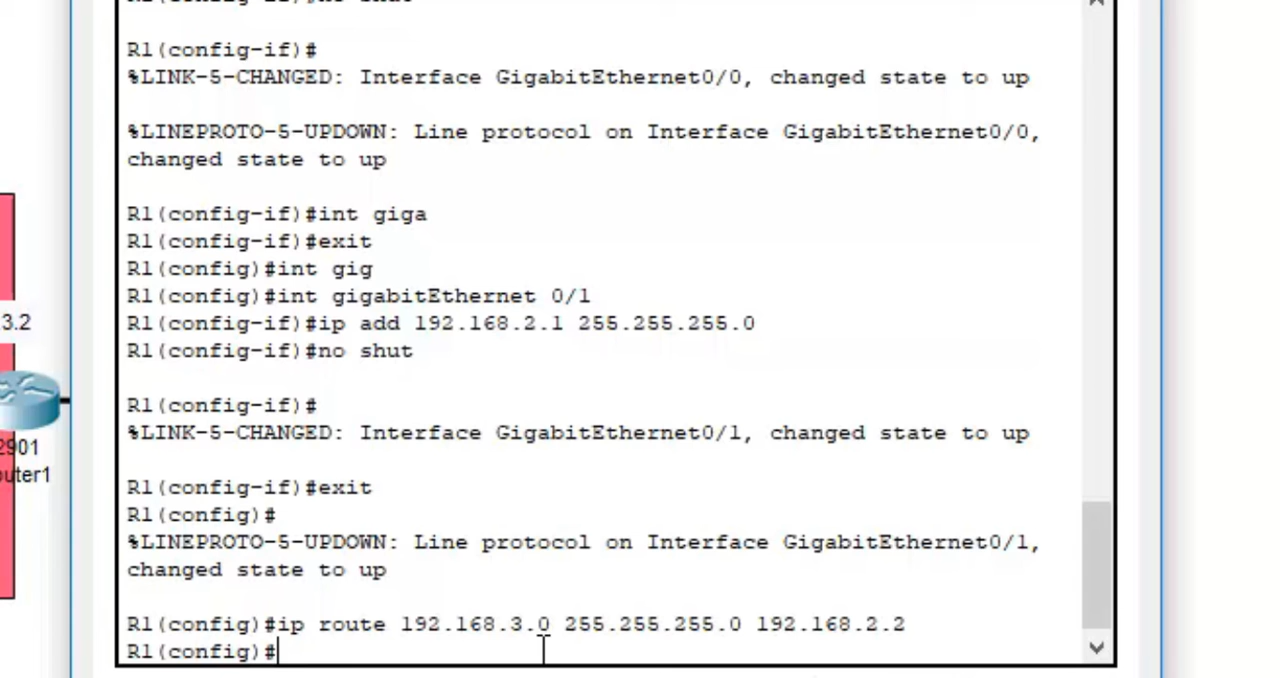 R1(config-if)#
%LINK-5-CHANGED: Interface GigabitEthernet0/0, changed state to up
%LINEPROTO-5-UPDOWN: Line protocol on Interface GigabitEthernet0/0,
changed state to up
R1(config-if)#int giga
R1(config-if)#exit
R1(config)#int gig
R1(config)#int gigabitEthernet 0/1
R1(config-if)#ip add 192.168.2.1 255.255.255.0
R1(config-if)#no shut
R1(config-if)#
%LINK-5-CHANGED: Interface GigabitEthernet0/1, changed state to up
R1(config-if)#exit
R1(config)#
%LINEPROTO-5-UPDOWN: Line protocol on Interface GigabitEthernet0/1,
changed state to up
R1(config)#ip route 192.168.3.0 255.255.255.0 192.168.2.2
R1(config)#
3.2
2901
outer1